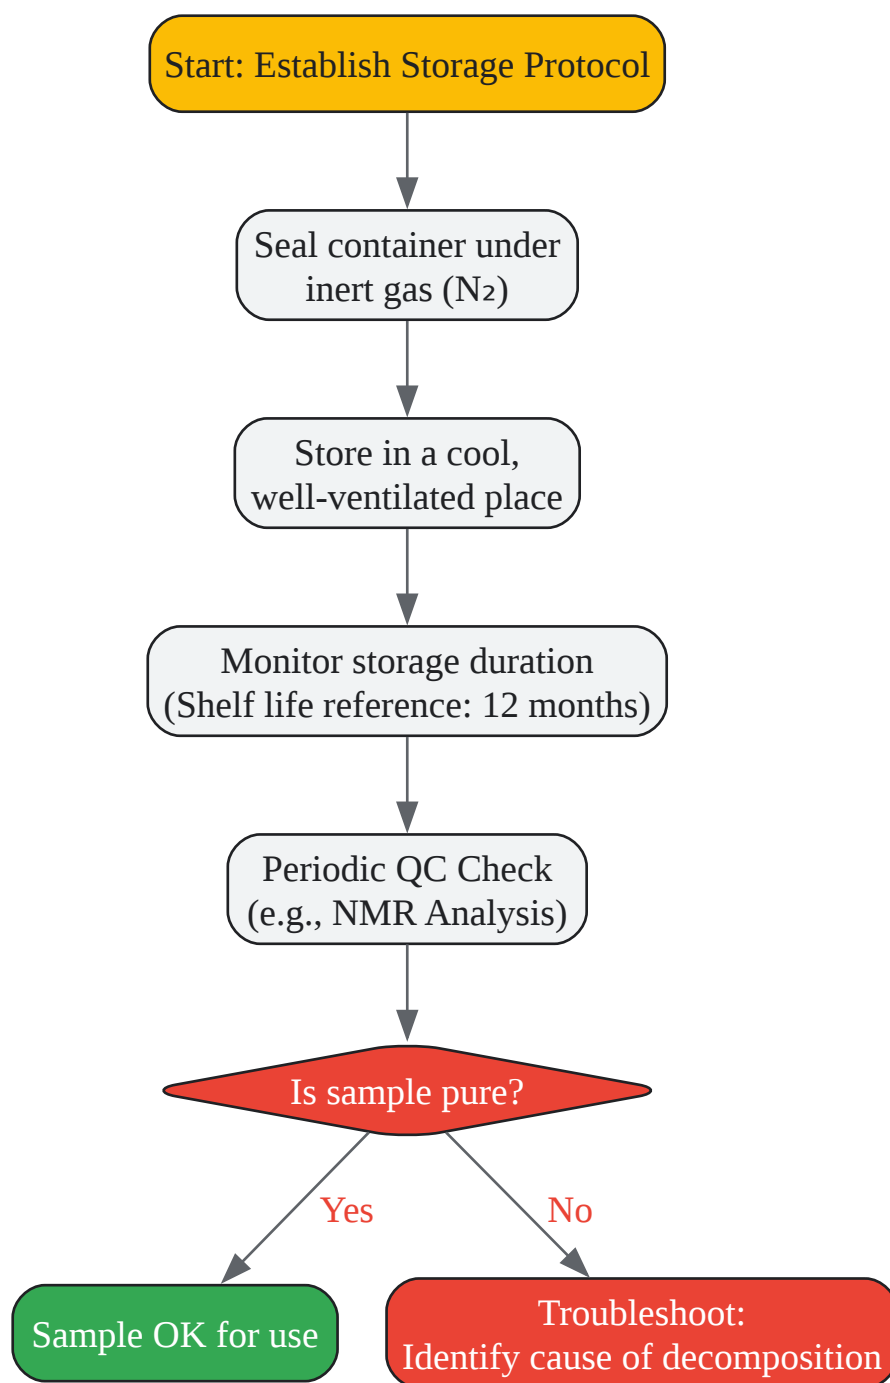 Start: Establish Storage Protocol
Seal container under
inert gas (N₂)
Store in a cool,
well-ventilated place
Monitor storage duration
(Shelf life reference: 12 months)
Periodic QC Check
(e.g., NMR Analysis)
Is sample pure?
Yes
No
Sample OK for use
Troubleshoot:
Identify cause of decomposition